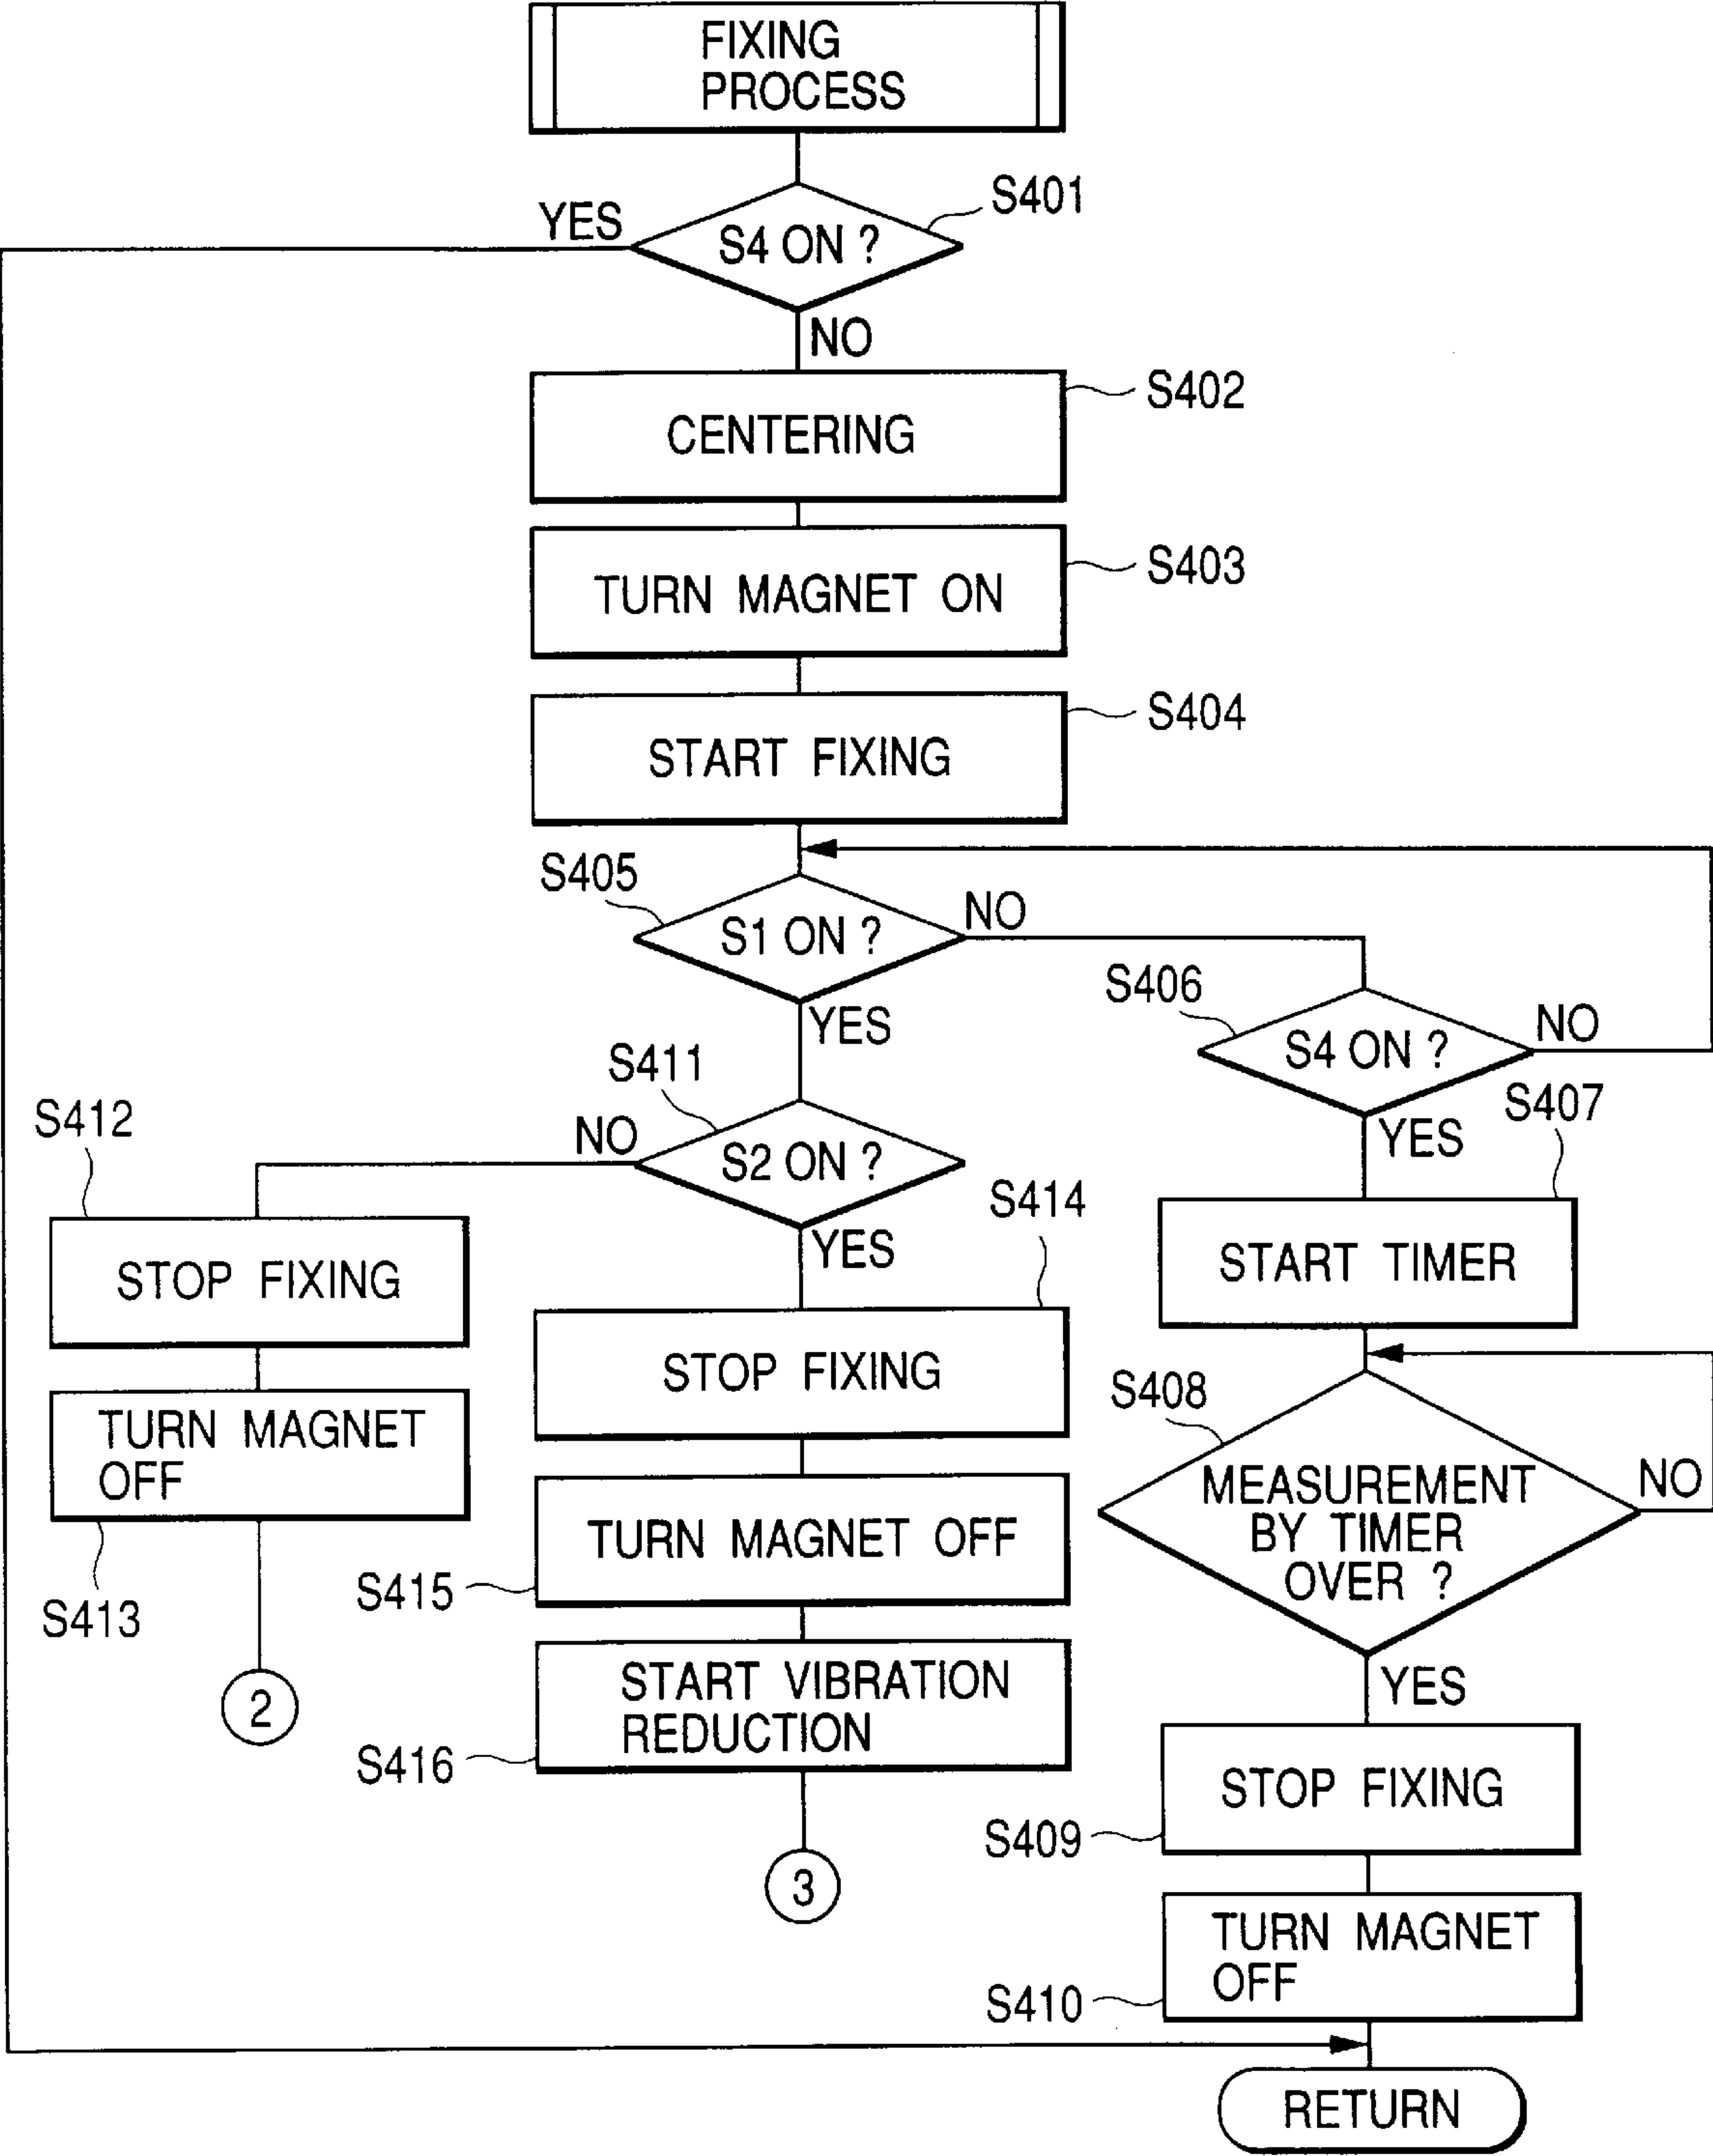 FIXING
PROCESS
S401
YES
S4 ON ?
NO
S402
CENTERING
S403
TURN MAGNET ON
S404
START FIXING
S405
NO
S1 ON ?
YES
S406
NO
S4 ON ?
YES
S411
NO
S2 ON ?
YES
S412
STOP FIXING
TURN MAGNET
OFF
S413
2
S414
STOP FIXING
TURN MAGNET OFF
S415
START VIBRATION
REDUCTION
S416
3
S407
START TIMER
S408
MEASUREMENT
BY TIMER
OVER ?
NO
YES
STOP FIXING
S409
TURN MAGNET
OFF
S410
RETURN